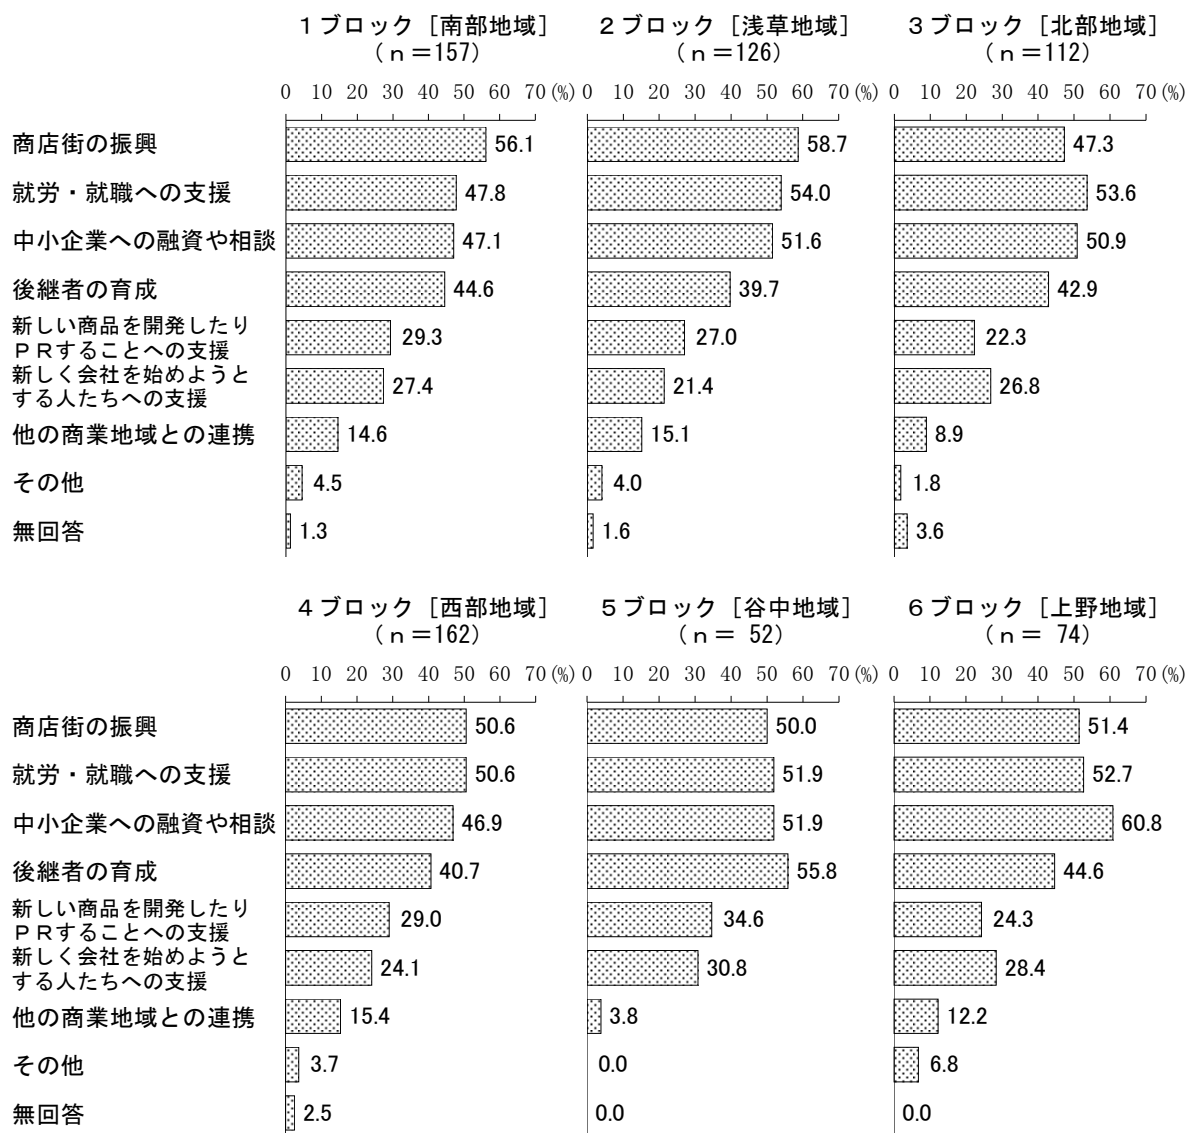 １ブロック［南部地域］ ２ブロック［浅草地域］ ３ブロック［北部地域］
（ｎ＝157） （ｎ＝126） （ｎ＝112）
0 10 20 30 40 50 60 70 (%) 0 10 20 30 40 50 60 70 (%) 0 10 20 30 40 50 60 70 (%)
商店街の振興 56.1 58.7 47.3
就労・就職への支援 47.8 54.0 53.6
中小企業への融資や相談 47.1 51.6 50.9
後継者の育成 44.6 39.7 42.9
新しい商品を開発したり
ＰＲすることへの支援 29.3 27.0 22.3
新しく会社を始めようと
する人たちへの支援 27.4 21.4 26.8
他の商業地域との連携 14.6 15.1 8.9
その他 4.5 4.0 1.8
無回答 1.3 1.6 3.6
４ブロック［西部地域］ ５ブロック［谷中地域］ ６ブロック［上野地域］
（ｎ＝162） （ｎ＝ 52） （ｎ＝ 74）
0 10 20 30 40 50 60 70 (%) 0 10 20 30 40 50 60 70 (%) 0 10 20 30 40 50 60 70 (%)
商店街の振興 50.6 50.0 51.4
就労・就職への支援 50.6 51.9 52.7
中小企業への融資や相談 46.9 51.9 60.8
後継者の育成 40.7 55.8 44.6
新しい商品を開発したり
ＰＲすることへの支援 29.0 34.6 24.3
新しく会社を始めようと
する人たちへの支援 24.1 30.8 28.4
他の商業地域との連携 15.4 3.8 12.2
その他 3.7 0.0 6.8
無回答 2.5 0.0 0.0